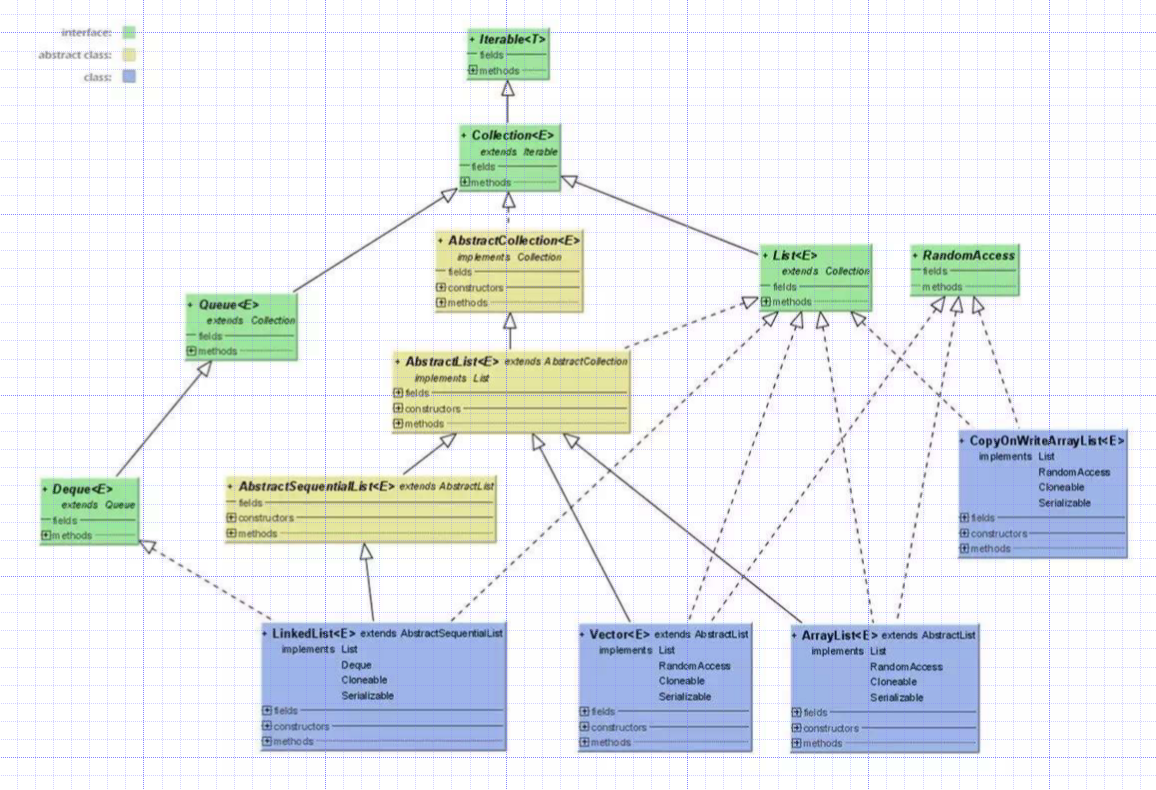 interface:
abstract class:
class:
+ Iterable<T>
fields
methods
+ Collection<E>
extends Iterable
fields
methods
+ AbstractCollection<E>
implements Collection
fields
constructors
methods
+ List<E>
extends Collection
fields
methods
+ RandomAccess
fields
methods
+ Queue<E>
extends Collection
fields
methods
+ AbstractList<E> extends AbstractCollection
implements List
fields
constructors
methods
+ CopyOnWriteArrayList<E>
implements List
RandomAccess
Cloneable
Serializable
fields
constructors
methods
+ Deque<E>
extends Queue
fields
methods
+ AbstractSequentialList<E> extends AbstractList
fields
constructors
methods
+ LinkedList<E> extends AbstractSequentialList
implements List
Deque
Cloneable
Serializable
fields
constructors
methods
+ Vector<E> extends AbstractList
implements List
RandomAccess
Cloneable
Serializable
fields
constructors
methods
+ ArrayList<E> extends AbstractList
implements List
RandomAccess
Cloneable
Serializable
fields
constructors
methods